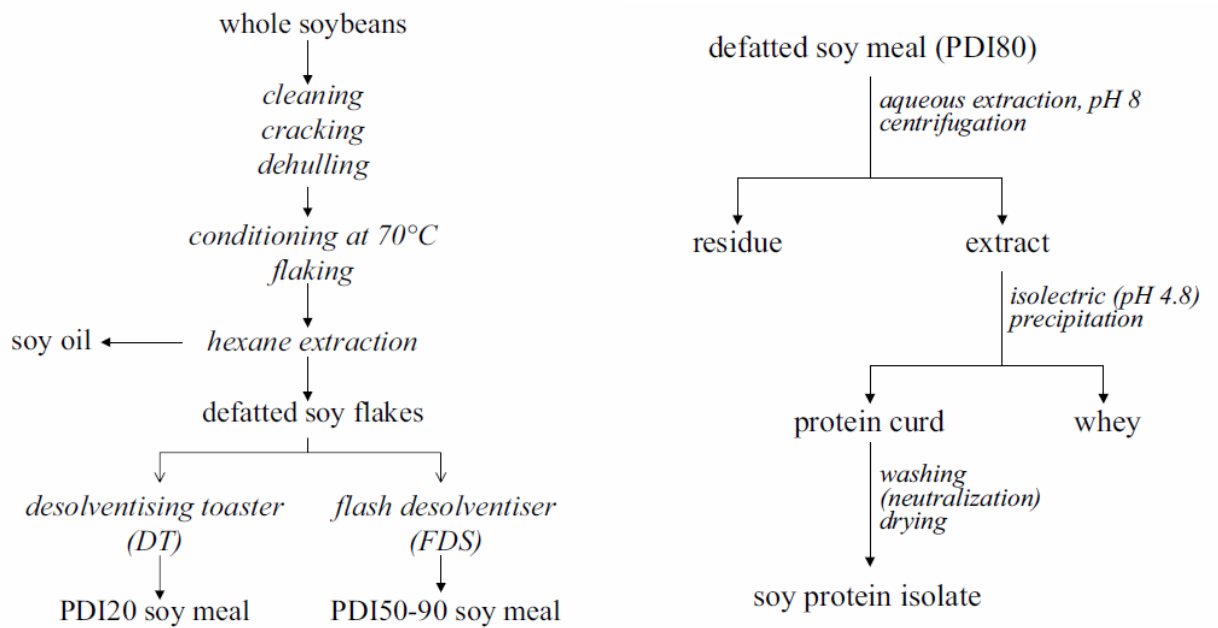 whole soybeans
cleaning
cracking
dehulling
conditioning at 70°C
flaking
soy oil
hexane extraction
defatted soy flakes
desolventising toaster
(DT)
flash desolventiser
(FDS)
PDI20 soy meal
PDI50-90 soy meal
defatted soy meal (PDI80)
aqueous extraction, pH 8
centrifugation
residue
extract
isolectric (pH 4.8)
precipitation
protein curd
whey
washing
(neutralization)
drying
soy protein isolate